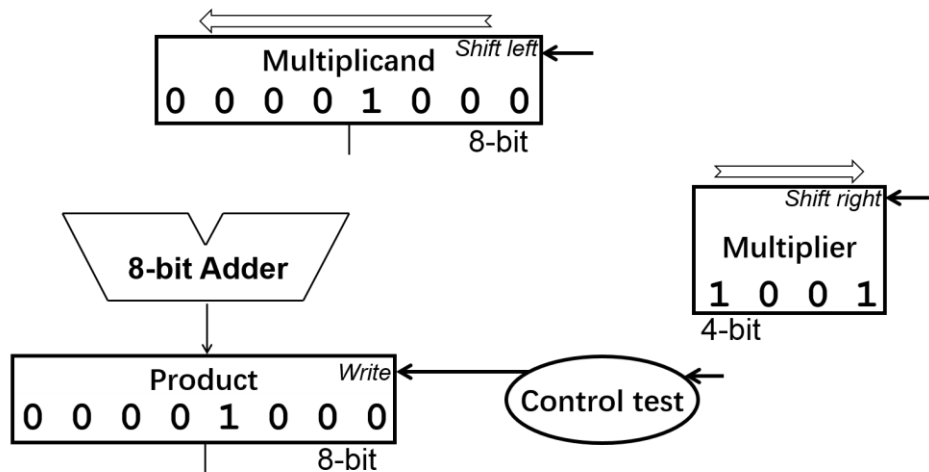 Shift left
Multiplicand
0 0 0 0 1 0 0 0
8-bit
Shift right
Multiplier
1 0 0 1
4-bit
8-bit Adder
Product
Write
0 0 0 0 1 0 0 0
8-bit
Control test